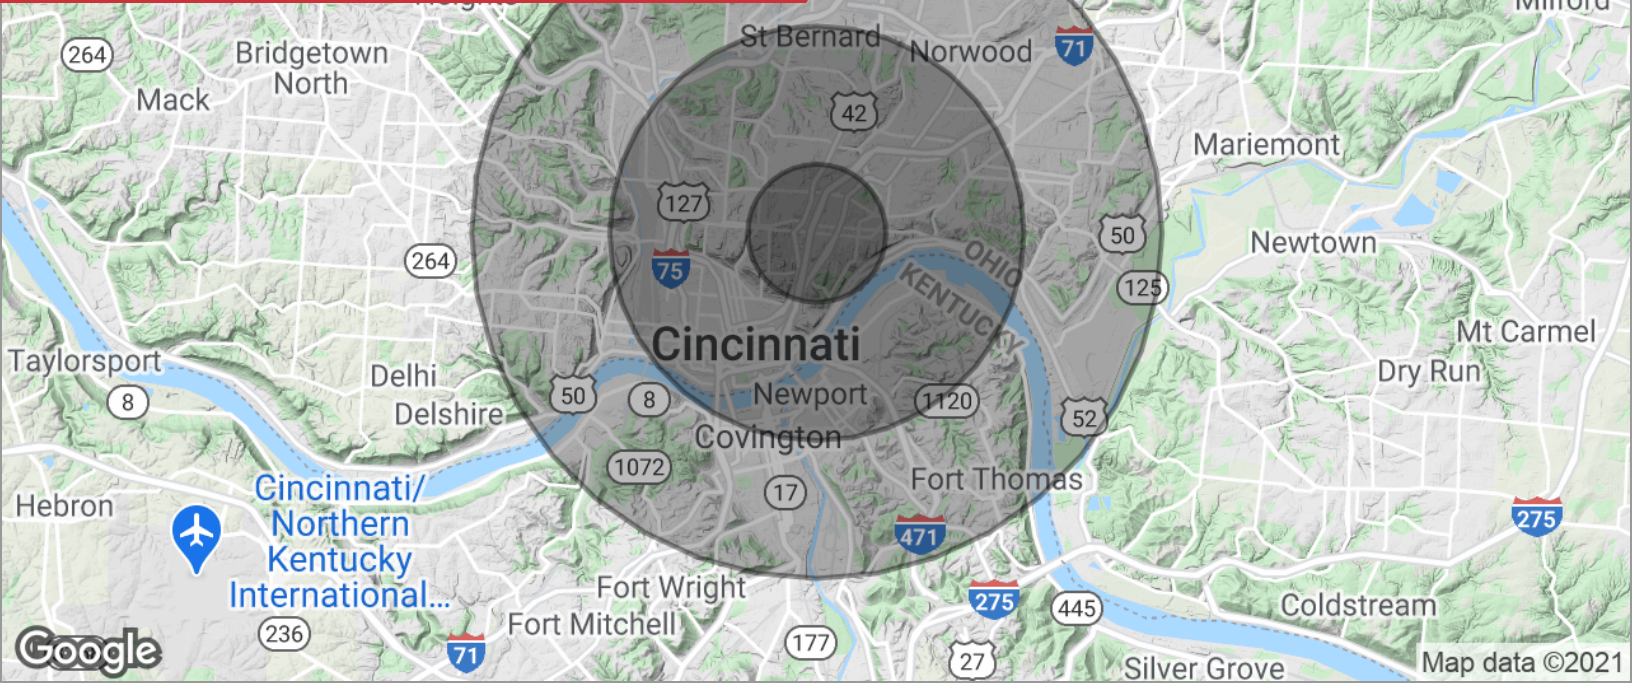 Heights
Milford
264
Bridgetown
North
St Bernard
Norwood
71
Mack
42
Mariemont
127
50
Newtown
264
75
OHIO
KENTUCKY
125
Cincinnati
Mt Carmel
Taylorsport
Delhi
Dry Run
8
50
8
Newport
1120
Delshire
52
Covington
1072
Fort Thomas
17
Hebron
Cincinnati/
Northern
Kentucky
International...
471
275
Fort Wright
275
445
Coldstream
236
Fort Mitchell
71
177
27
Silver Grove
Google
Map data ©2021